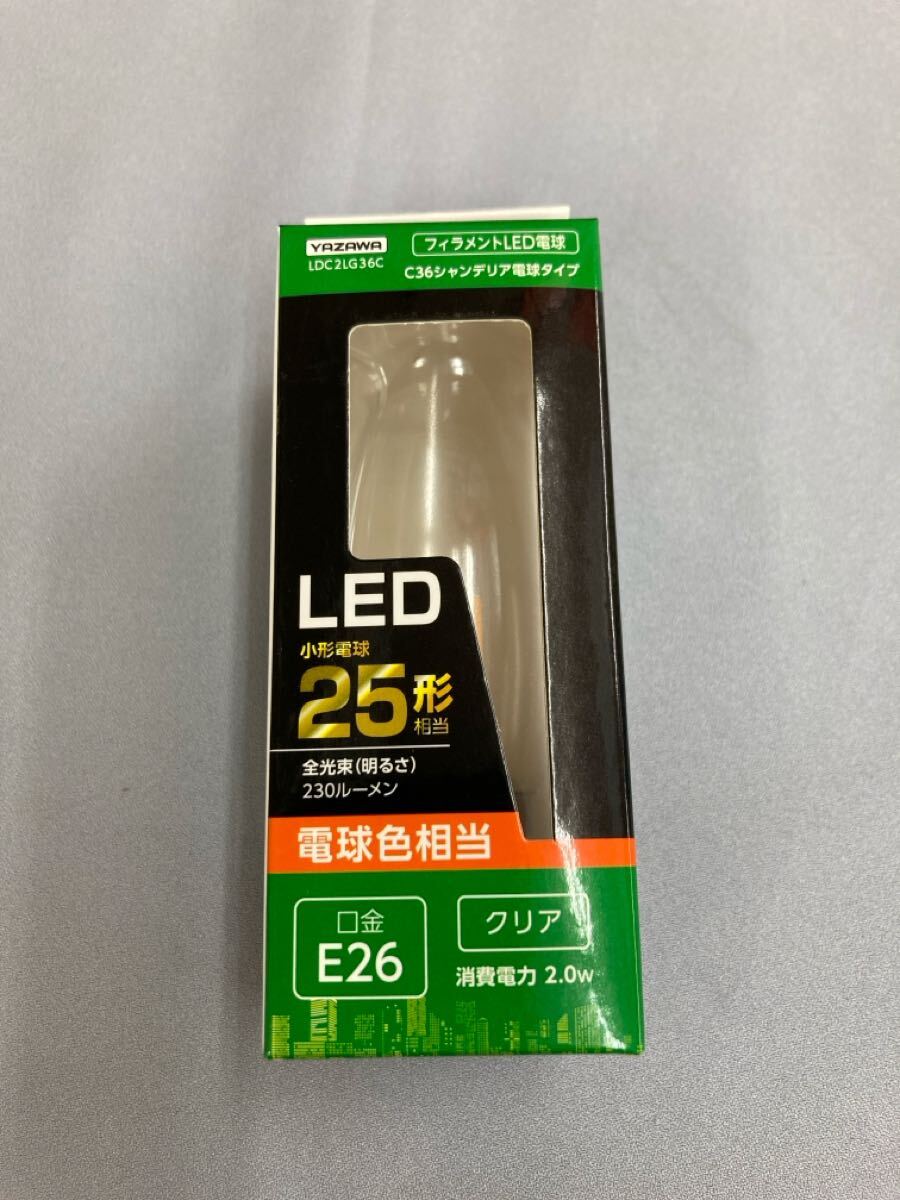 YAZAWA
LDC2LG36C
フィラメントLED電球
C36シャンデリア電球タイプ
LED
小形電球
25形
相当
全光束(明るさ)
230ルーメン
電球色相当
口金
E26
クリア
消費電力 2.0W